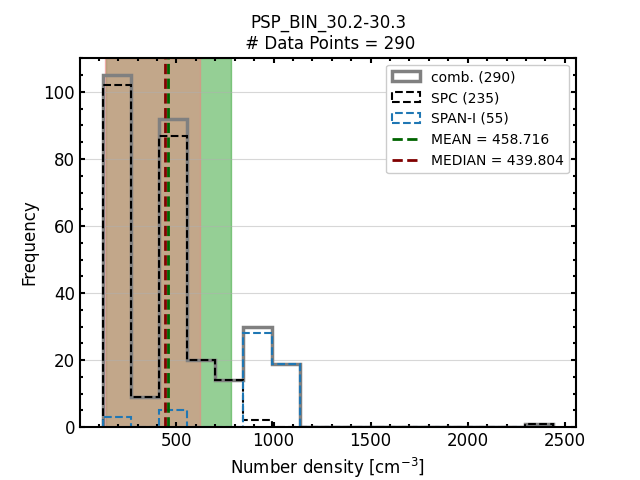 PSP_BIN_30.2-30.3
# Data Points = 290
comb. (290)
SPC (235)
SPAN-I (55)
MEAN = 458.716
MEDIAN = 439.804
Frequency
100
80
60
40
20
0
500
1000
1500
2000
2500
Number density [cm⁻³]